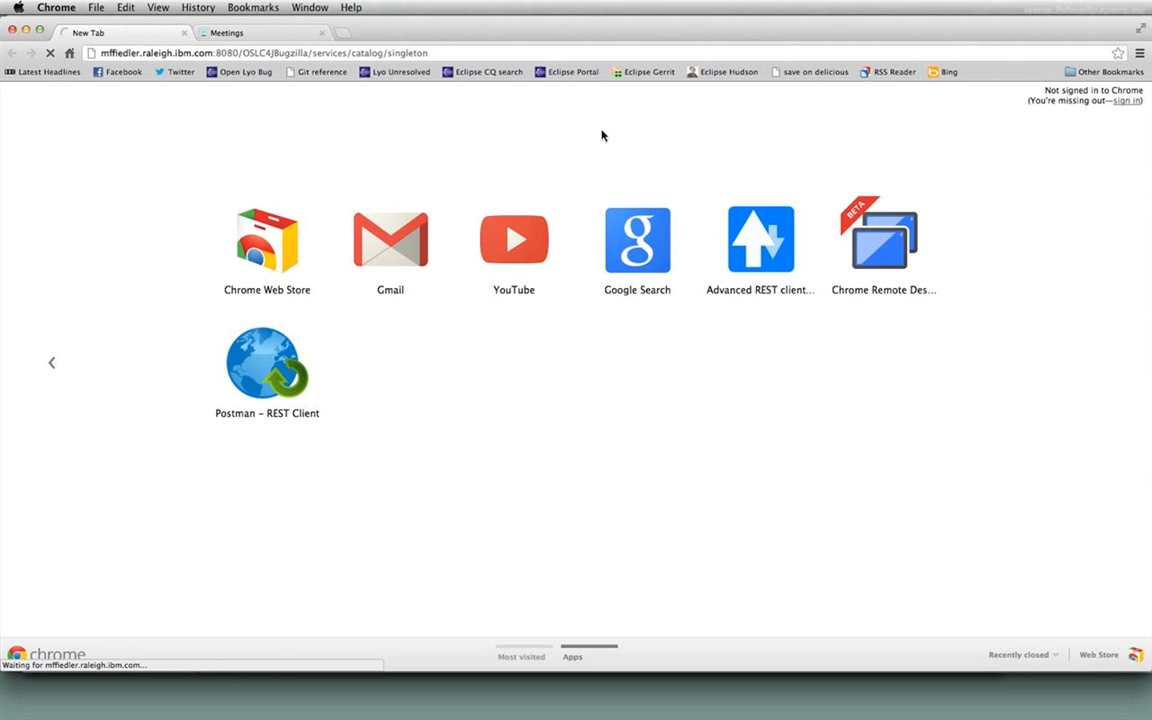 Chrome File Edit View History Bookmarks Window Help
New Tab Meetings
mffiedler.raleigh.ibm.com:8080/OSLC4JBugzilla/services/catalog/singleton
Latest Headlines Facebook Twitter Open Lyo Bug Git reference Lyo Unresolved Eclipse CQ search Eclipse Portal Eclipse Gerrit Eclipse Hudson save on delicious RSS Reader Bing Other Bookmarks
Not signed in to Chrome
(You're missing out—sign in)
BETA
Chrome Web Store Gmail YouTube Google Search Advanced REST client... Chrome Remote Des...
Postman - REST Client
chrome Most visited Apps Recently closed Web Store
Waiting for mffiedler.raleigh.ibm.com...